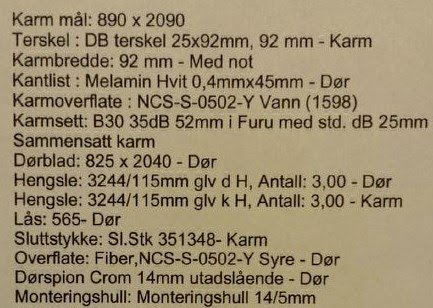 Karm mål: 890 x 2090
Terskel : DB terskel 25x92mm, 92 mm - Karm
Karmbredde: 92 mm - Med not
Kantlist : Melamin Hvit 0,4mmx45mm - Dør
Karmoverflate : NCS-S-0502-Y Vann (1598)
Karmsett: B30 35dB 52mm i Furu med std. dB 25mm
Sammensatt karm
Dørblad: 825 x 2040 - Dør
Hengsle: 3244/115mm glv d H, Antall: 3,00 - Dør
Hengsle: 3244/115mm glv k H, Antall: 3,00 - Karm
Lås: 565- Dør
Sluttstykke: Sl.Stk 351348- Karm
Overflate: Fiber,NCS-S-0502-Y Syre - Dør
Dørspion Crom 14mm utadslående - Dør
Monteringshull: Monteringshull 14/5mm